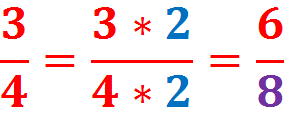 3/4 = 3 * 2 / 4 * 2 = 6/8